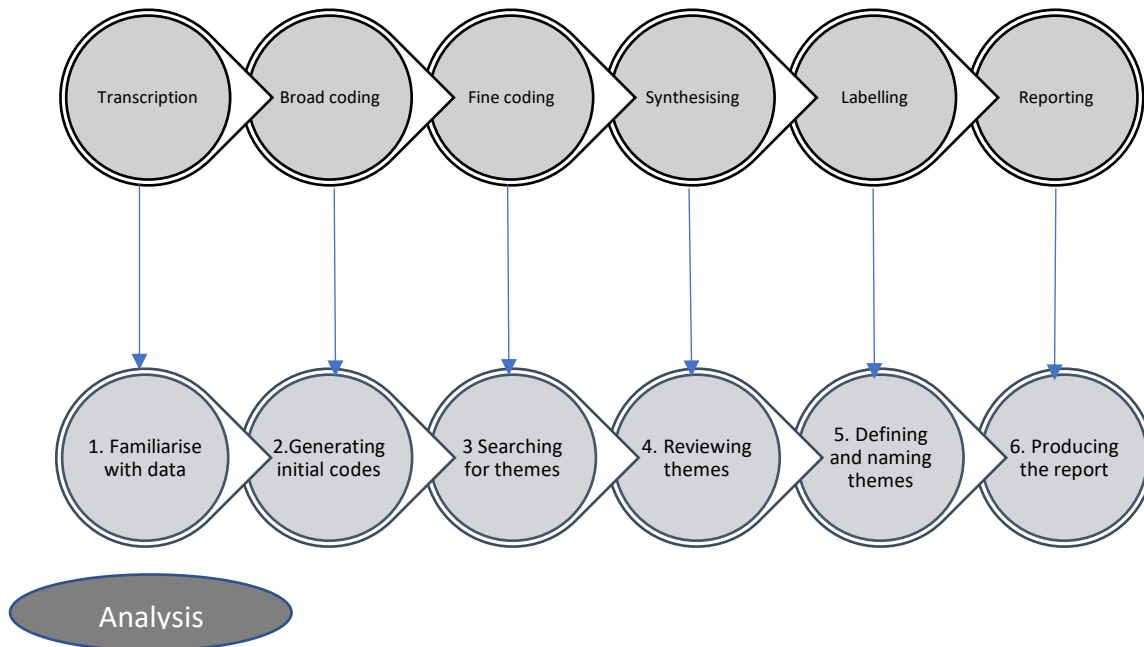 Transcription
Broad coding
Fine coding
Synthesising
Labelling
Reporting
1. Familiarise
with data
2.Generating
initial codes
3 Searching
for themes
4. Reviewing
themes
5. Defining
and naming
themes
6. Producing
the report
Analysis